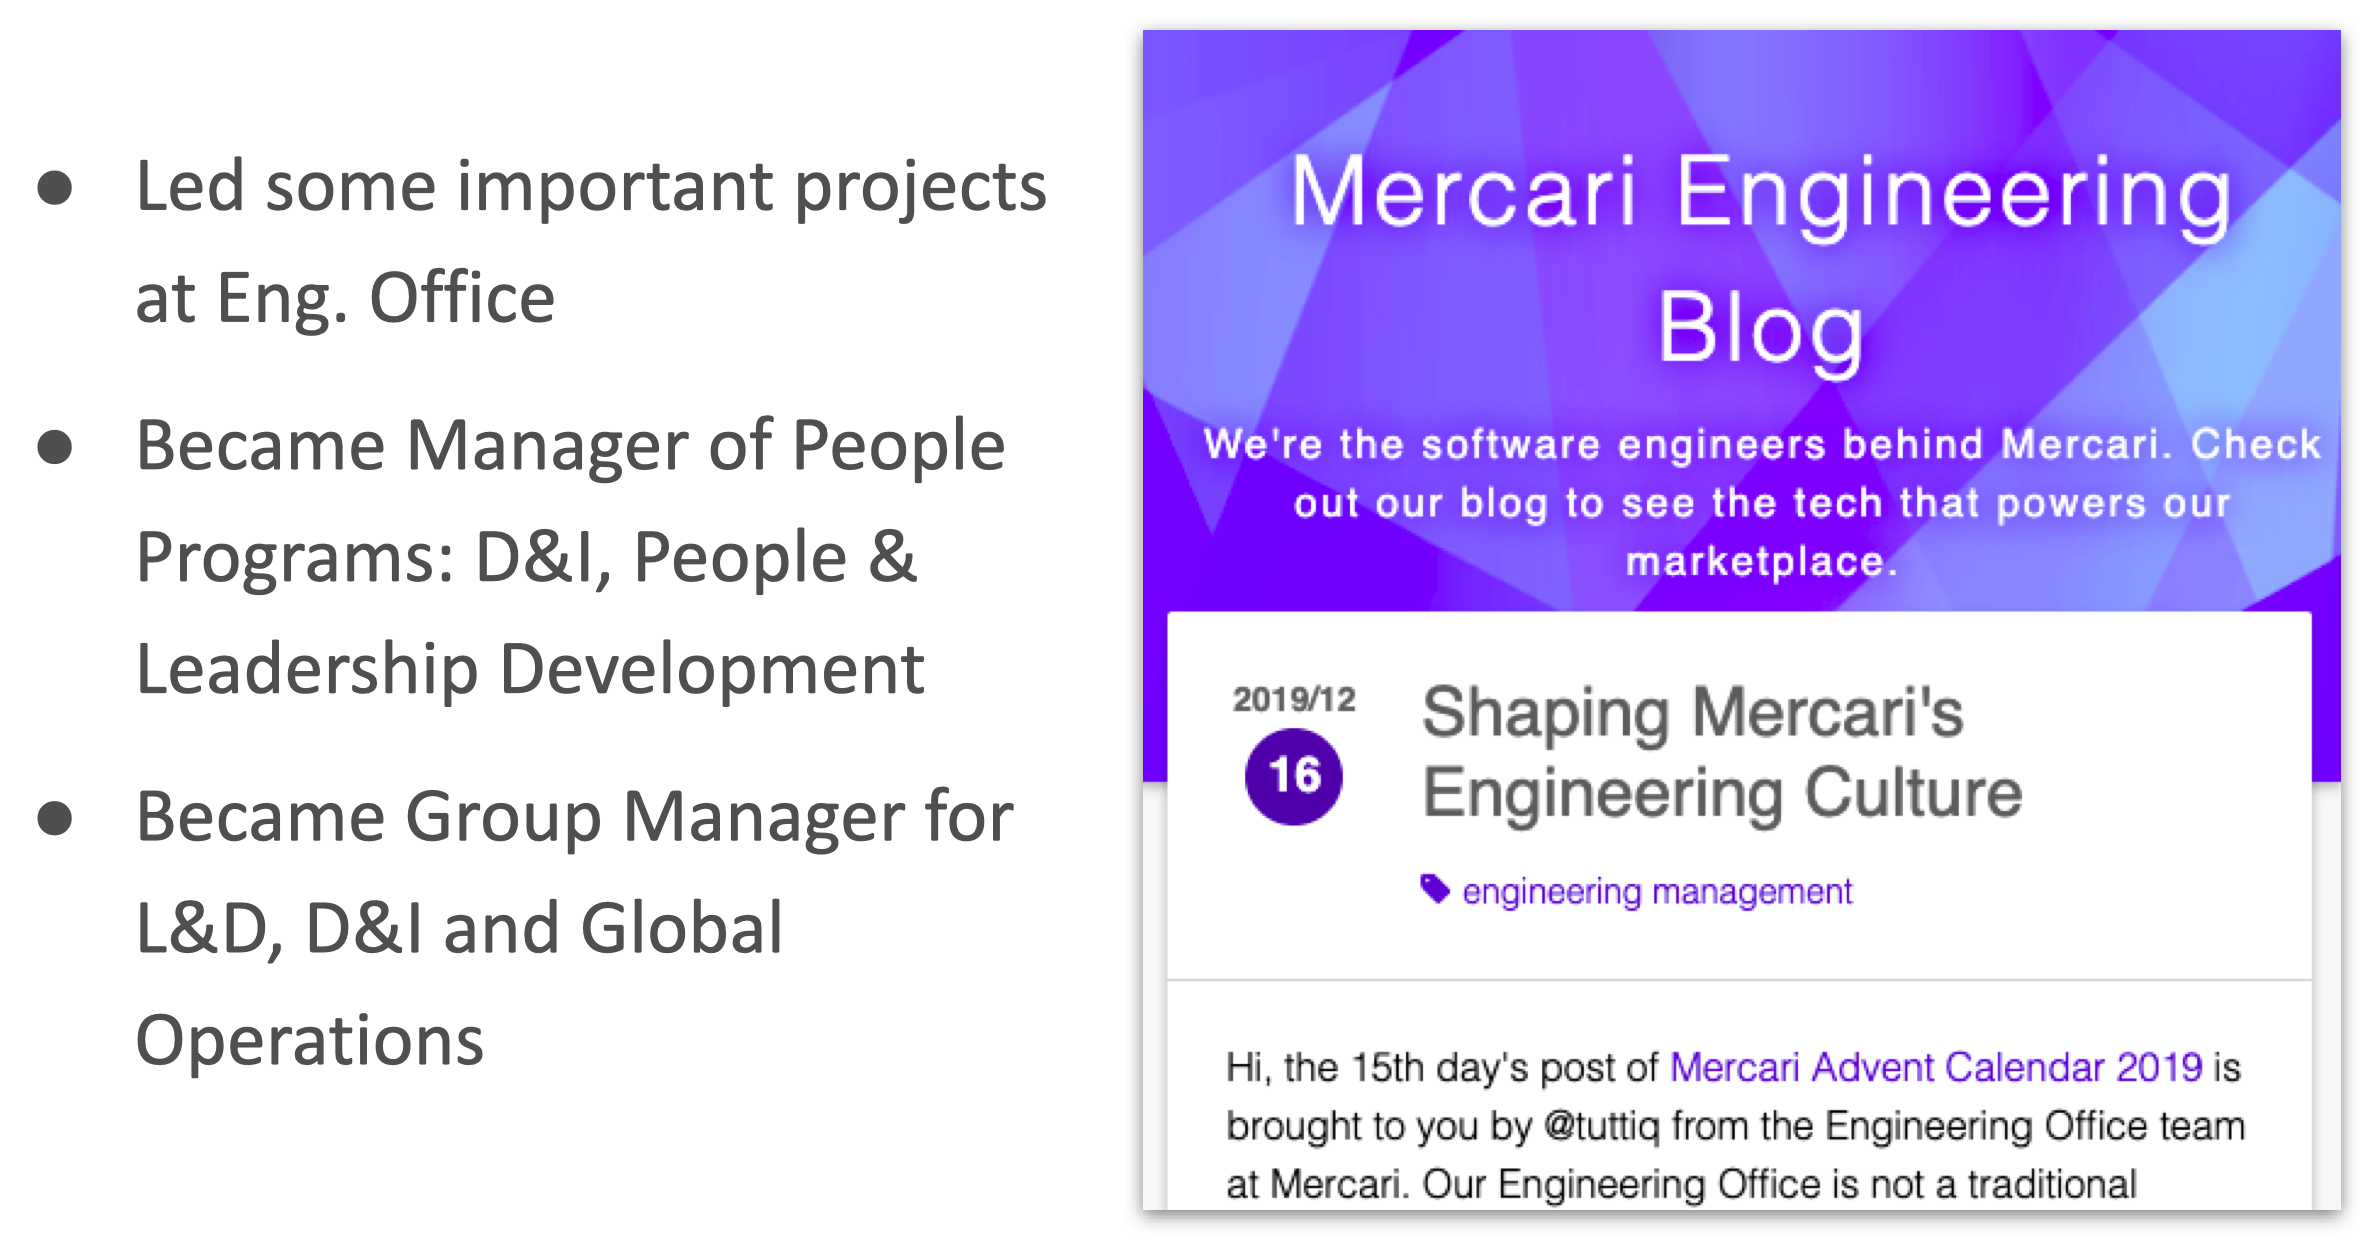 ● Led some important projects
at Eng. Office
● Became Manager of People
Programs: D&I, People &
Leadership Development
● Became Group Manager for
L&D, D&I and Global
Operations
Mercari Engineering
Blog
We're the software engineers behind Mercari. Check
out our blog to see the tech that powers our
marketplace.
2019/12
16
Shaping Mercari's
Engineering Culture
engineering management
Hi, the 15th day's post of Mercari Advent Calendar 2019 is
brought to you by @tuttiq from the Engineering Office team
at Mercari. Our Engineering Office is not a traditional